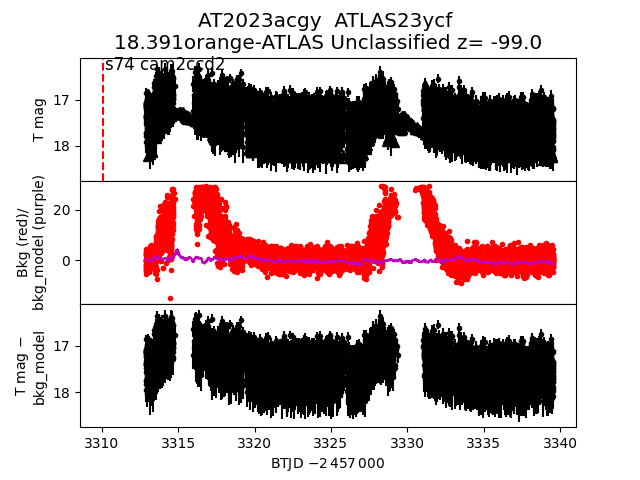 AT2023acgy  ATLAS23ycf
18.391orange-ATLAS Unclassified z= -99.0
s74 cam2ccd2
T mag
17
18
Bkg (red)/
bkg_model (purple)
20
0
T mag −
bkg_model
17
18
3310 3315 3320 3325 3330 3335 3340
BTJD −2 457 000